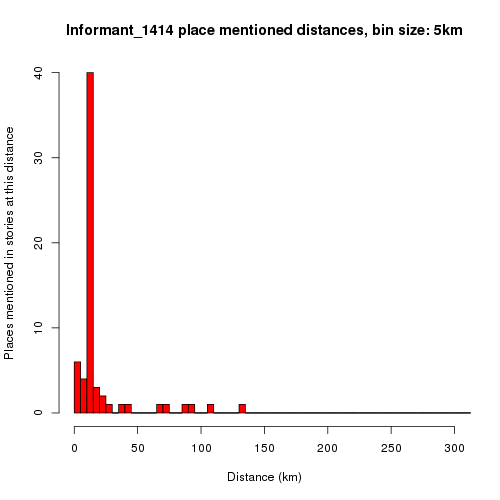 Informant_1414 place mentioned distances, bin size: 5km
Places mentioned in stories at this distance
40
30
20
10
0
0 50 100 150 200 250 300
Distance (km)